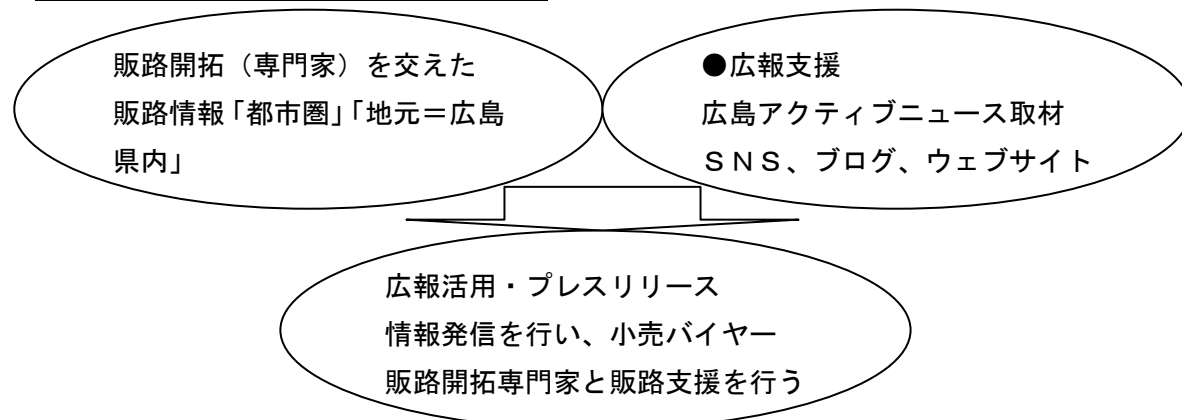 販路開拓（専門家）を交えた
販路情報「都市圏」「地元＝広島
県内」
●広報支援
広島アクティブニュース取材
ＳＮＳ、ブログ、ウェブサイト
広報活用・プレスリリース
情報発信を行い、小売バイヤー
販路開拓専門家と販路支援を行う